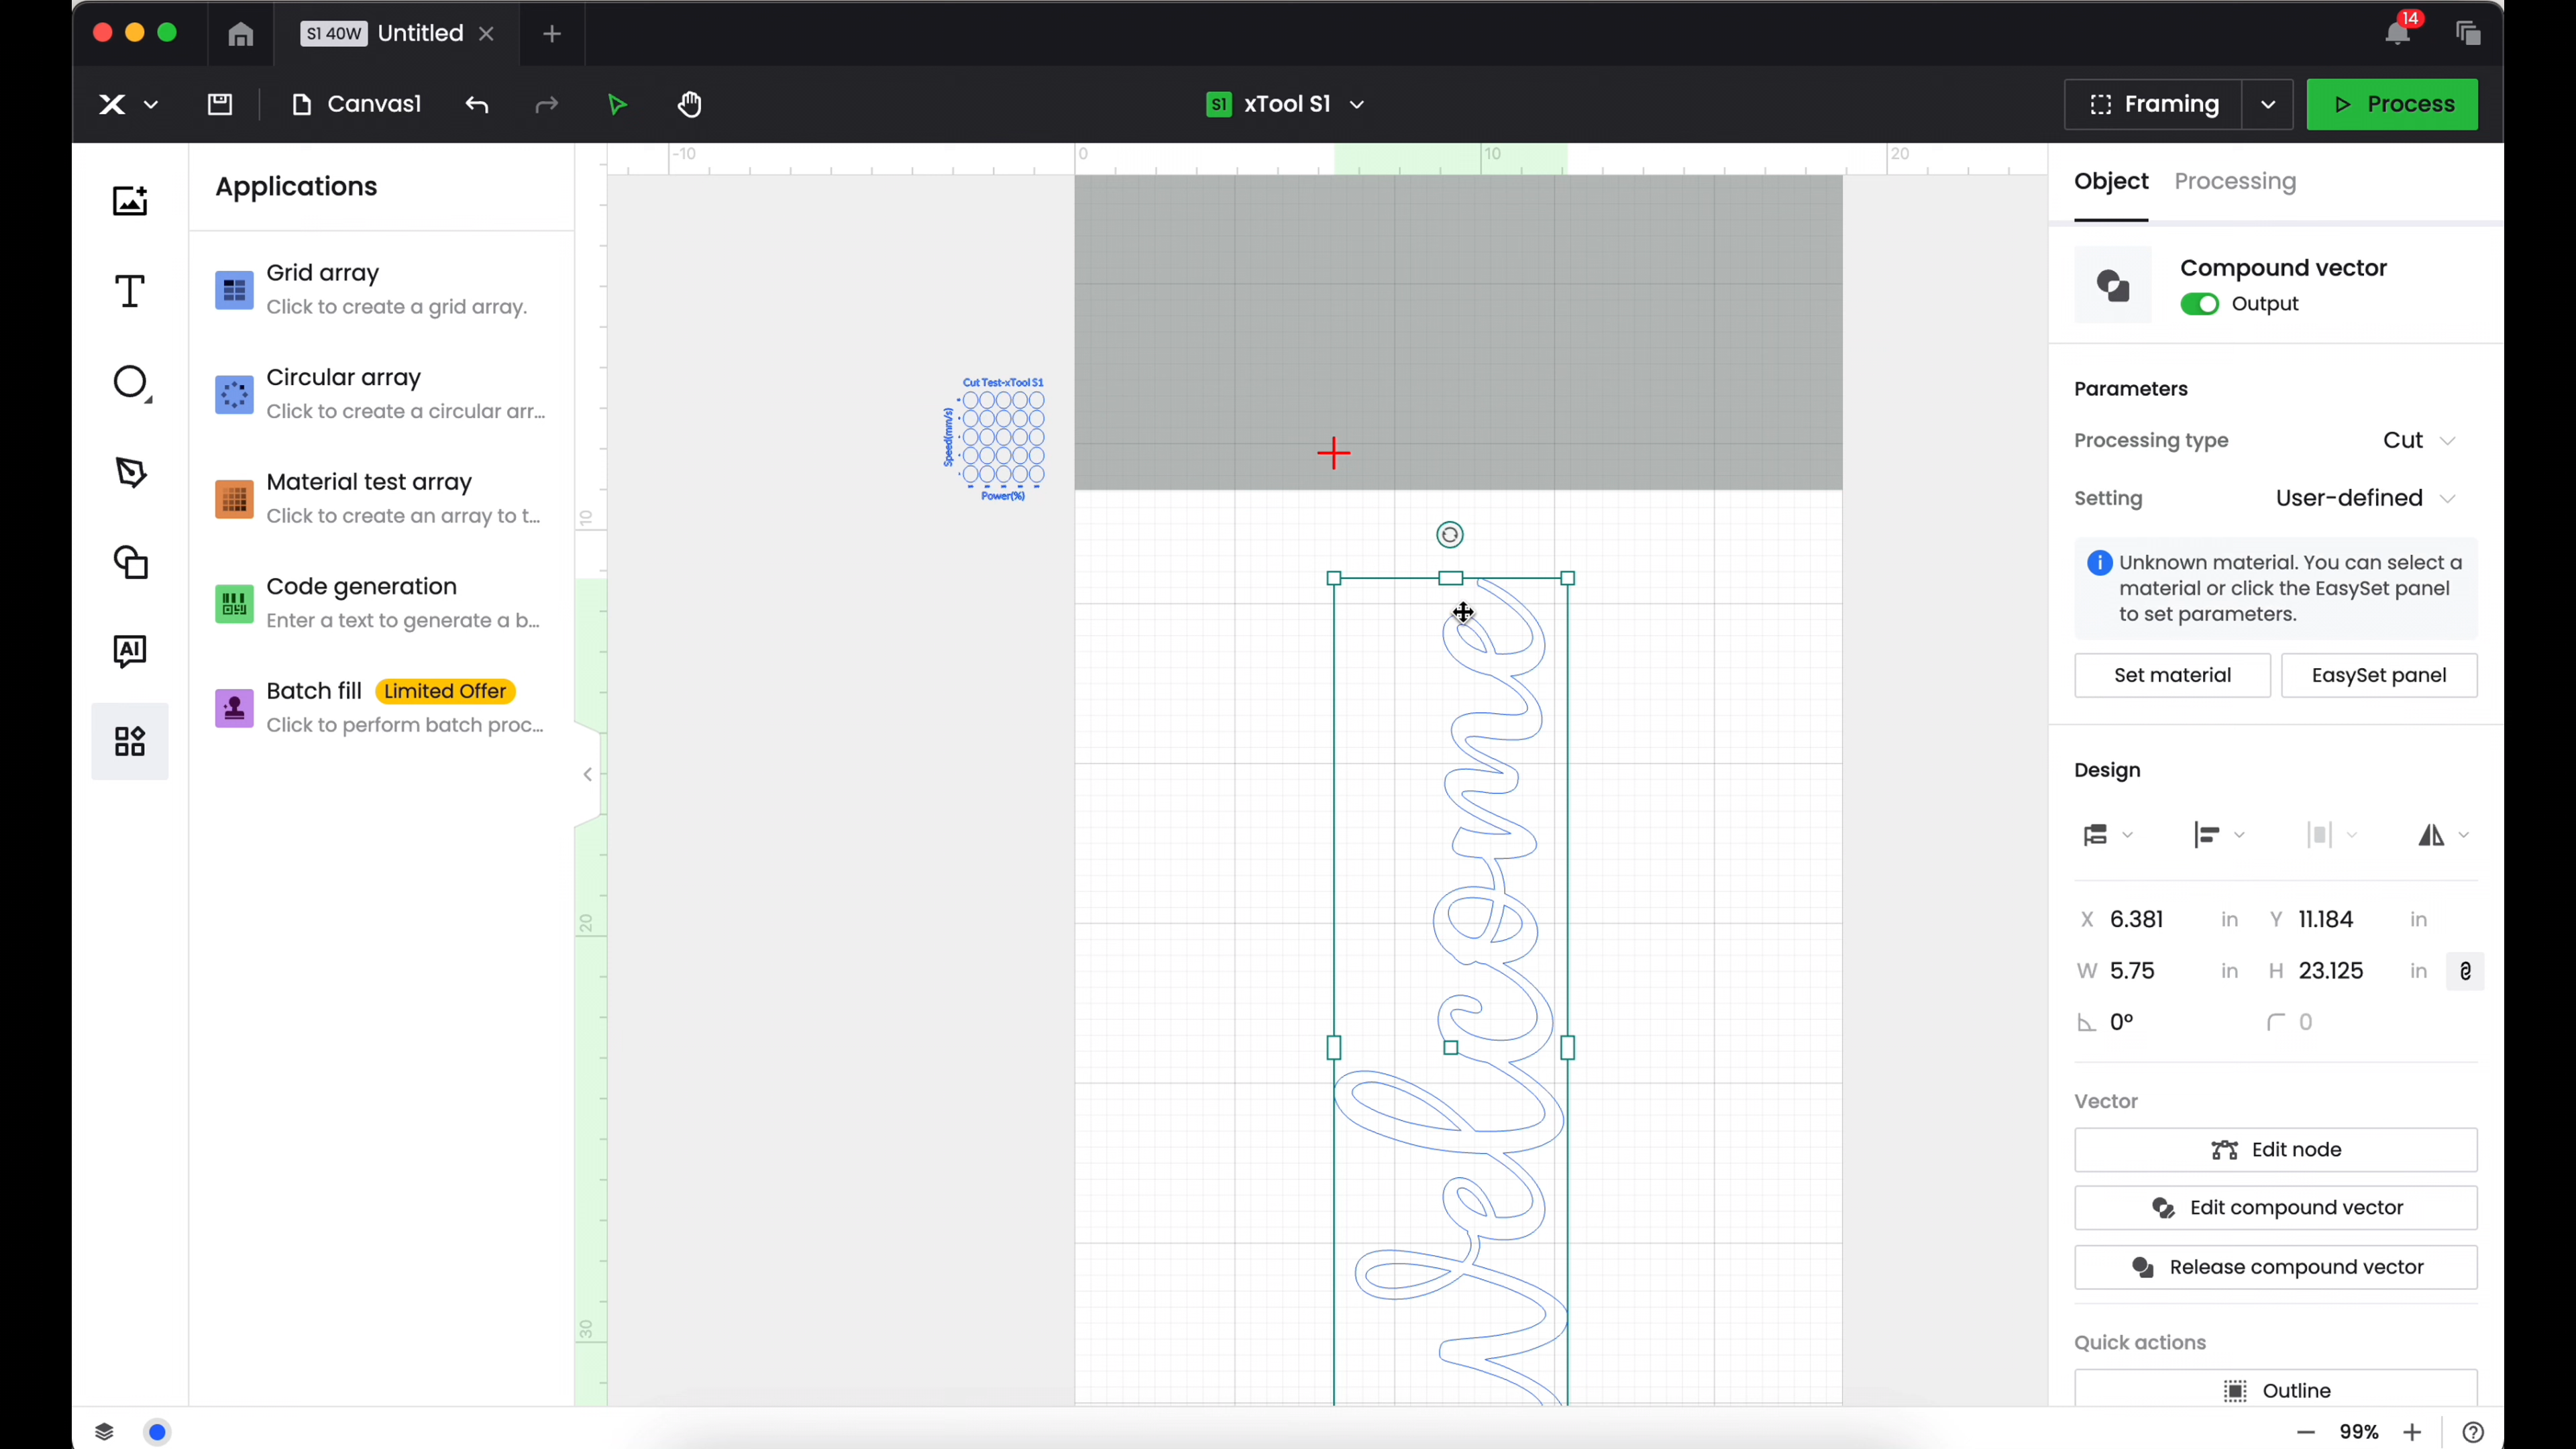 S1 40W Untitled
14
Canvas1
S1 xTool S1
Framing
Process
Applications
Grid array
Click to create a grid array.
Circular array
Click to create a circular arr...
Material test array
Click to create an array to t...
Code generation
Enter a text to generate a b...
Batch fill Limited Offer
Click to perform batch proc...
-10 0 10 20
10
20
30
Cut Test-xTool S1
Speed(mm/s)
Power(%)
welcome
Object Processing
Compound vector
Output
Parameters
Processing type Cut
Setting User-defined
Unknown material. You can select a
material or click the EasySet panel
to set parameters.
Set material EasySet panel
Design
X 6.381 in Y 11.184 in
W 5.75 in H 23.125 in
0° 0
Vector
Edit node
Edit compound vector
Release compound vector
Quick actions
Outline
99%